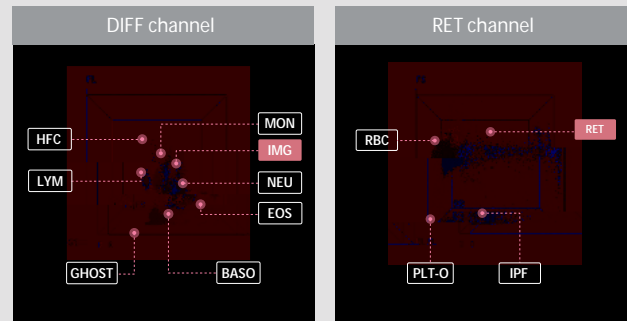 DIFF channel
RET channel
MON
HFC
IMG
RBC
RET
LYM
NEU
EOS
GHOST
BASO
PLT-O
IPF